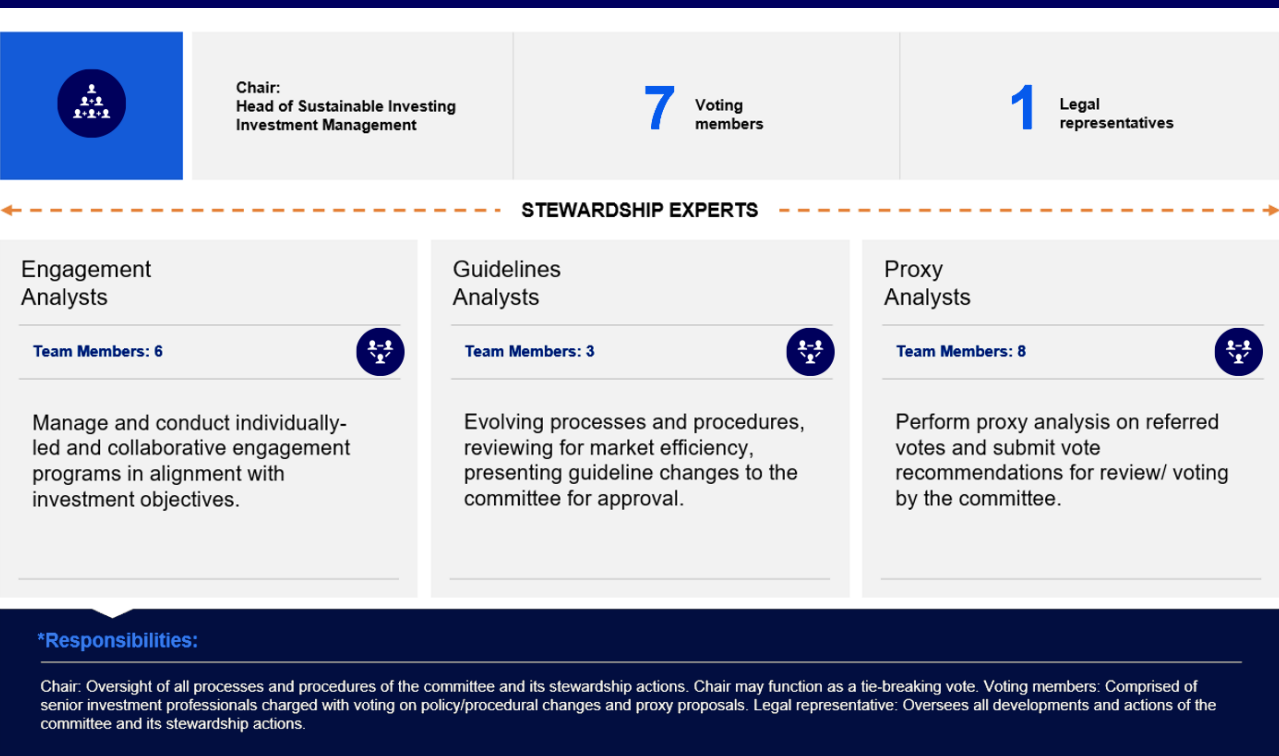 Chair:
Head of Sustainable Investing
Investment Management
7
Voting
members
1
Legal
representatives
STEWARDSHIP EXPERTS
Engagement
Analysts
Team Members: 6
Manage and conduct individually-
led and collaborative engagement
programs in alignment with
investment objectives.
Guidelines
Analysts
Team Members: 3
Evolving processes and procedures,
reviewing for market efficiency,
presenting guideline changes to the
committee for approval.
Proxy
Analysts
Team Members: 8
Perform proxy analysis on referred
votes and submit vote
recommendations for review/ voting
by the committee.
*Responsibilities:
Chair: Oversight of all processes and procedures of the committee and its stewardship actions. Chair may function as a tie-breaking vote. Voting members: Comprised of
senior investment professionals charged with voting on policy/procedural changes and proxy proposals. Legal representative: Oversees all developments and actions of the
committee and its stewardship actions.